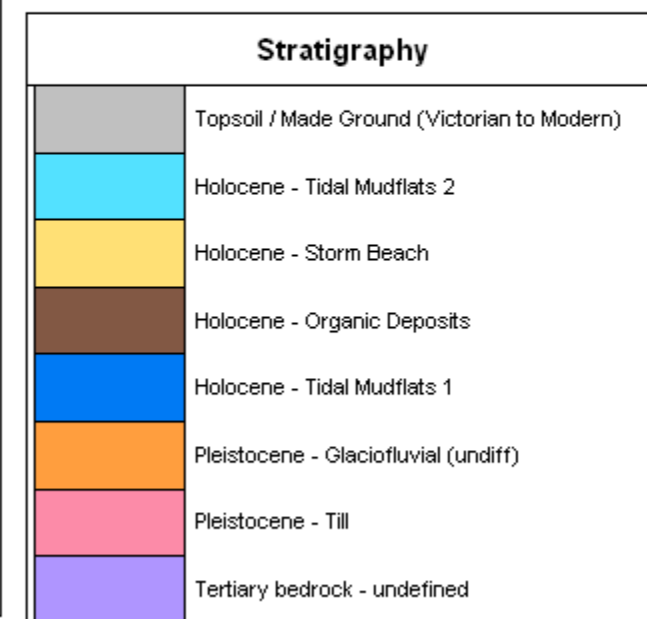 Stratigraphy
Topsoil / Made Ground (Victorian to Modern)
Holocene - Tidal Mudflats 2
Holocene - Storm Beach
Holocene - Organic Deposits
Holocene - Tidal Mudflats 1
Pleistocene - Glaciofluvial (undiff)
Pleistocene - Till
Tertiary bedrock - undefined